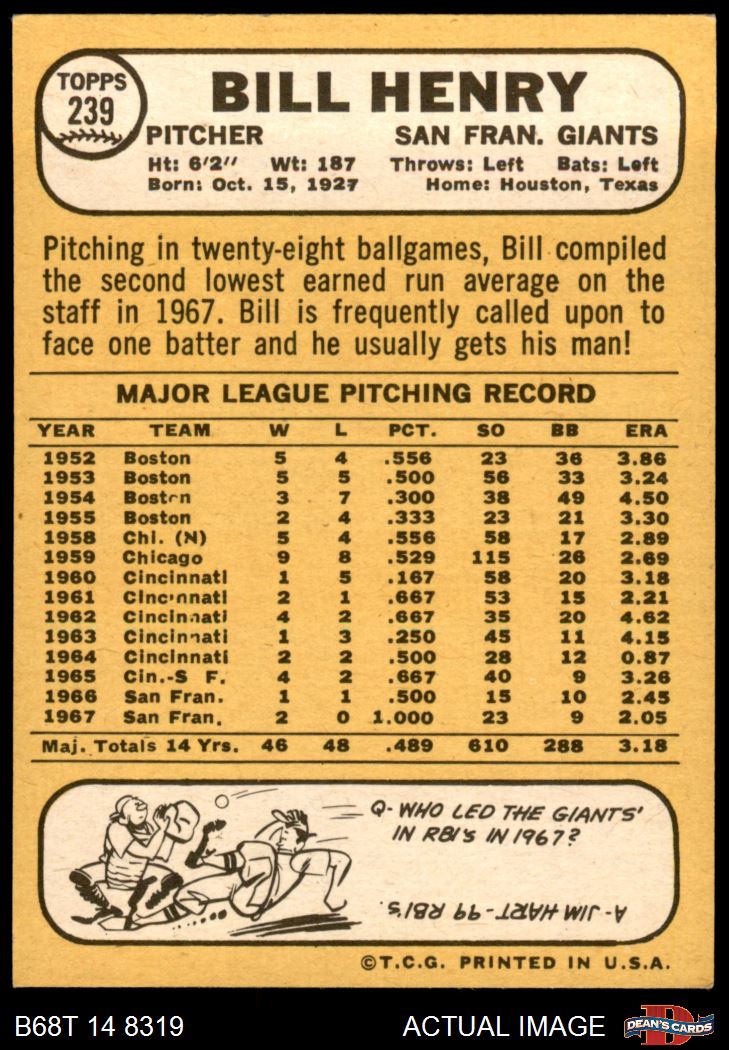 TOPPS
239
BILL HENRY
PITCHER SAN FRAN. GIANTS
Ht: 6'2" Wt: 187 Throws: Left Bats: Left
Born: Oct. 15, 1927 Home: Houston, Texas
Pitching in twenty-eight ballgames, Bill compiled
the second lowest earned run average on the
staff in 1967. Bill is frequently called upon to
face one batter and he usually gets his man!
MAJOR LEAGUE PITCHING RECORD
YEAR TEAM W L PCT. SO BB ERA
1952 Boston 5 4 .556 23 36 3.86
1953 Boston 5 5 .500 56 33 3.24
1954 Boston 3 7 .300 38 49 4.50
1955 Boston 2 4 .333 23 21 3.30
1958 Chi. (N) 5 4 .556 58 17 2.89
1959 Chicago 9 8 .529 115 26 2.69
1960 Cincinnati 1 5 .167 58 20 3.18
1961 Cincinnati 2 1 .667 53 15 2.21
1962 Cincinnati 4 2 .667 35 20 4.62
1963 Cincinnati 1 3 .250 45 11 4.15
1964 Cincinnati 2 2 .500 28 12 0.87
1965 Cin.-S F. 4 2 .667 40 9 3.26
1966 San Fran. 1 1 .500 15 10 2.45
1967 San Fran. 2 0 1.000 23 9 2.05
Maj. Totals 14 Yrs. 46 48 .489 610 288 3.18
Q- WHO LED THE GIANTS'
IN RBI's IN 1967?
A- JIM HART- 99 RBI's.
©T.C.G. PRINTED IN U.S.A.
B68T 14 8319 ACTUAL IMAGE DEAN'S CARDS